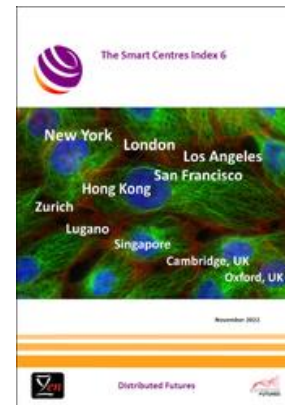 The Smart Centres Index 6
New York
London
Los Angeles
San Francisco
Hong Kong
Zurich
Lugano
Singapore
Cambridge, UK
Oxford, UK
November 2022
Distributed Futures
FUTURES